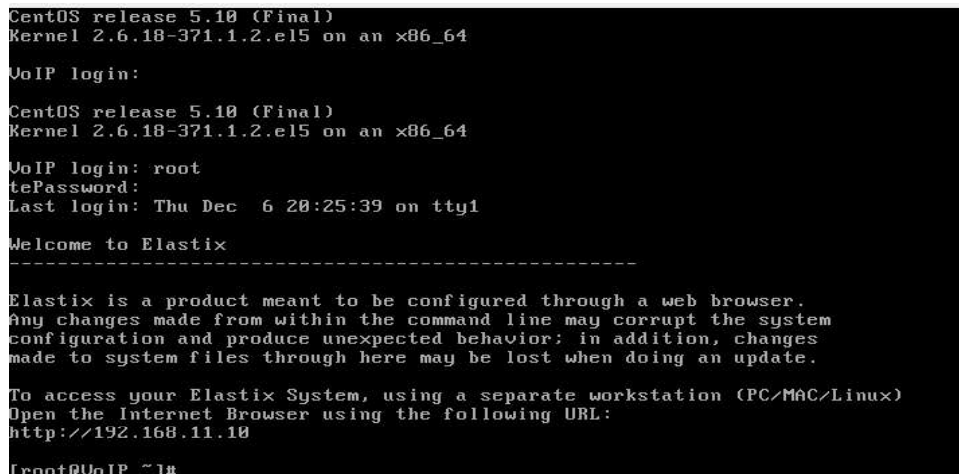 CentOS release 5.10 (Final)
Kernel 2.6.18-371.1.2.el5 on an x86_64
VoIP login:
CentOS release 5.10 (Final)
Kernel 2.6.18-371.1.2.el5 on an x86_64
VoIP login: root
tePassword:
Last login: Thu Dec  6 20:25:39 on tty1
Welcome to Elastix
----------------------------------------------------
Elastix is a product meant to be configured through a web browser.
Any changes made from within the command line may corrupt the system
configuration and produce unexpected behavior; in addition, changes
made to system files through here may be lost when doing an update.
To access your Elastix System, using a separate workstation (PC/MAC/Linux)
Open the Internet Browser using the following URL:
http://192.168.11.10
[root@VoIP ~]#